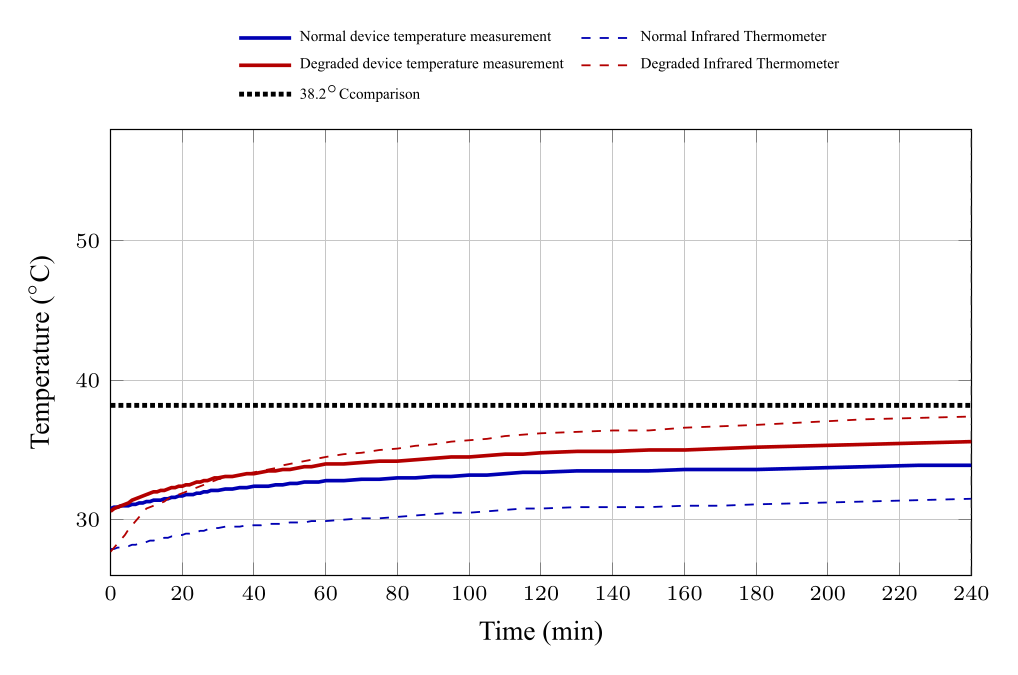 Normal device temperature measurement
Normal Infrared Thermometer
Degraded device temperature measurement
Degraded Infrared Thermometer
38.2° Ccomparison
50
40
30
Temperature (°C)
0 20 40 60 80 100 120 140 160 180 200 220 240
Time (min)